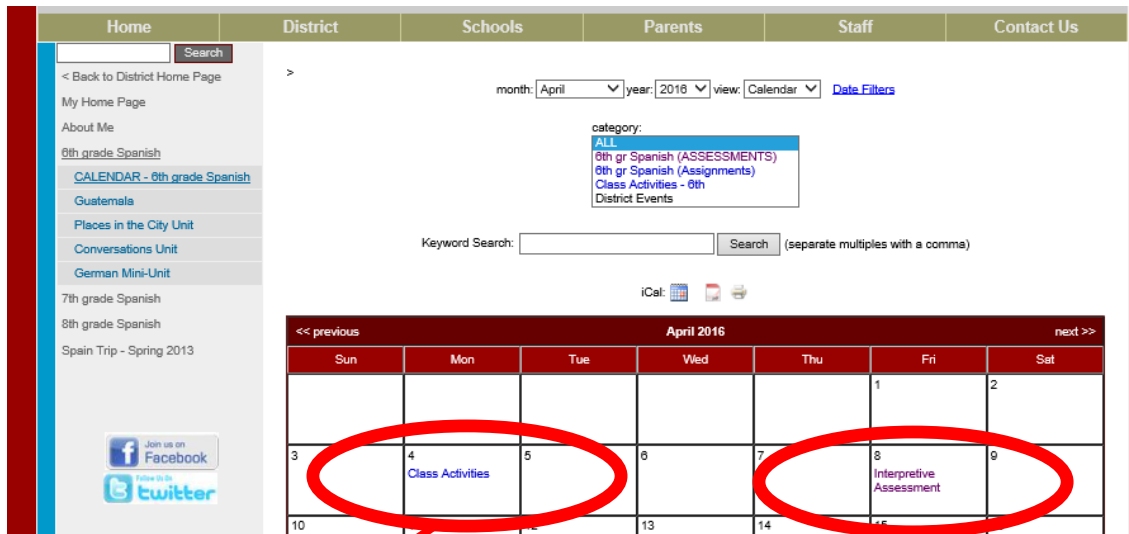 Home District Schools Parents Staff Contact Us
Search
< Back to District Home Page
My Home Page
About Me
6th grade Spanish
CALENDAR - 6th grade Spanish
Guatemala
Places in the City Unit
Conversations Unit
German Mini-Unit
7th grade Spanish
8th grade Spanish
Spain Trip - Spring 2013
Join us on
Facebook
Follow Us On
twitter
>
month: April year: 2016 view: Calendar Date Filters
category:
ALL
6th gr Spanish (ASSESSMENTS)
6th gr Spanish (Assignments)
Class Activities - 6th
District Events
Keyword Search: Search (separate multiples with a comma)
iCal:
<< previous April 2016 next >>
Sun Mon Tue Wed Thu Fri Sat
1 2
3 4 5 6 7 8 9
Class Activities Interpretive
Assessment
10 12 13 14 15